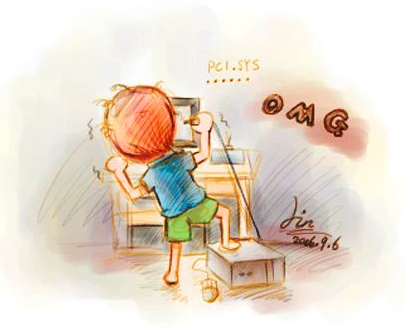 PCI.SYS
......
OMG
Jin
2006.9.6